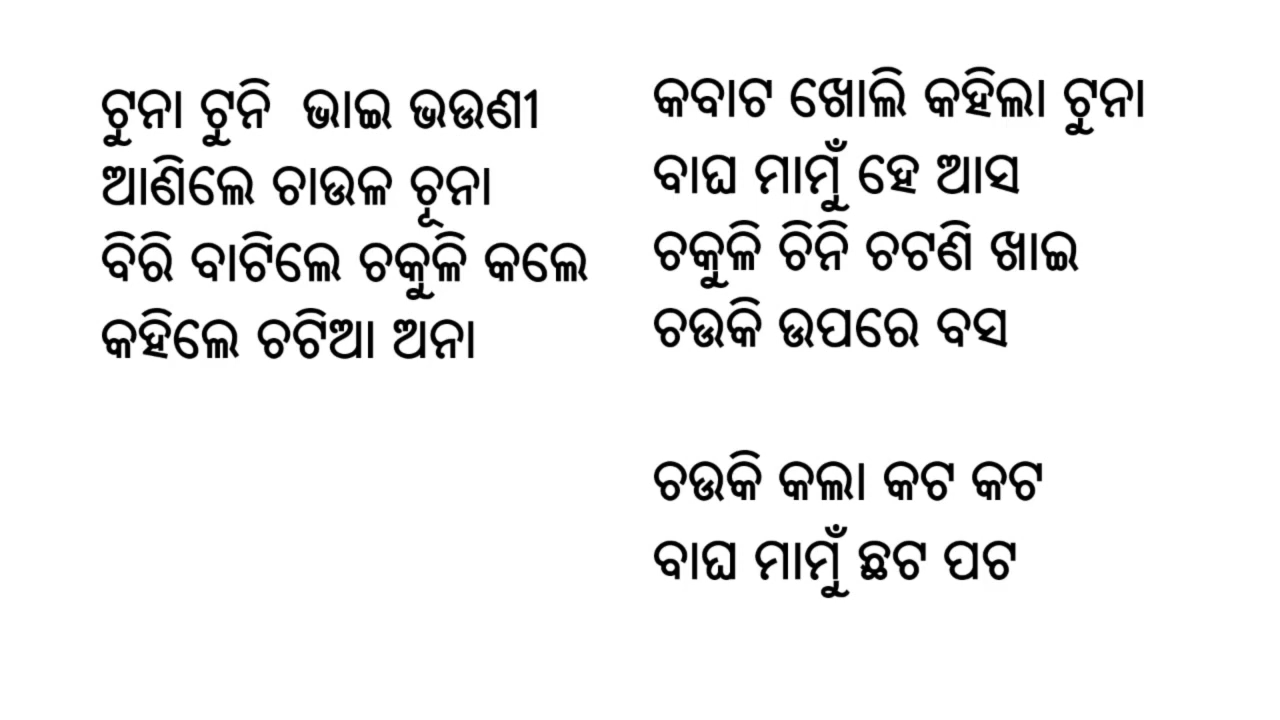 ଟୁନା ଟୁନି  ଭାଇ ଭଉଣୀ
ଆଣିଲେ ଚାଉଳ ଚୂନା
ବିରି ବାଟିଲେ ଚକୁଳି କଲେ
କହିଲେ ଚଟିଆ ଅନା
କବାଟ ଖୋଲି କହିଲା ଟୁନା
ବାଘ ମାମୁଁ ହେ ଆସ
ଚକୁଳି ଚିନି ଚଟଣି ଖାଇ
ଚଉକି ଉପରେ ବସ
ଚଉକି କଲା କଟ କଟ
ବାଘ ମାମୁଁ ଛଟ ପଟ